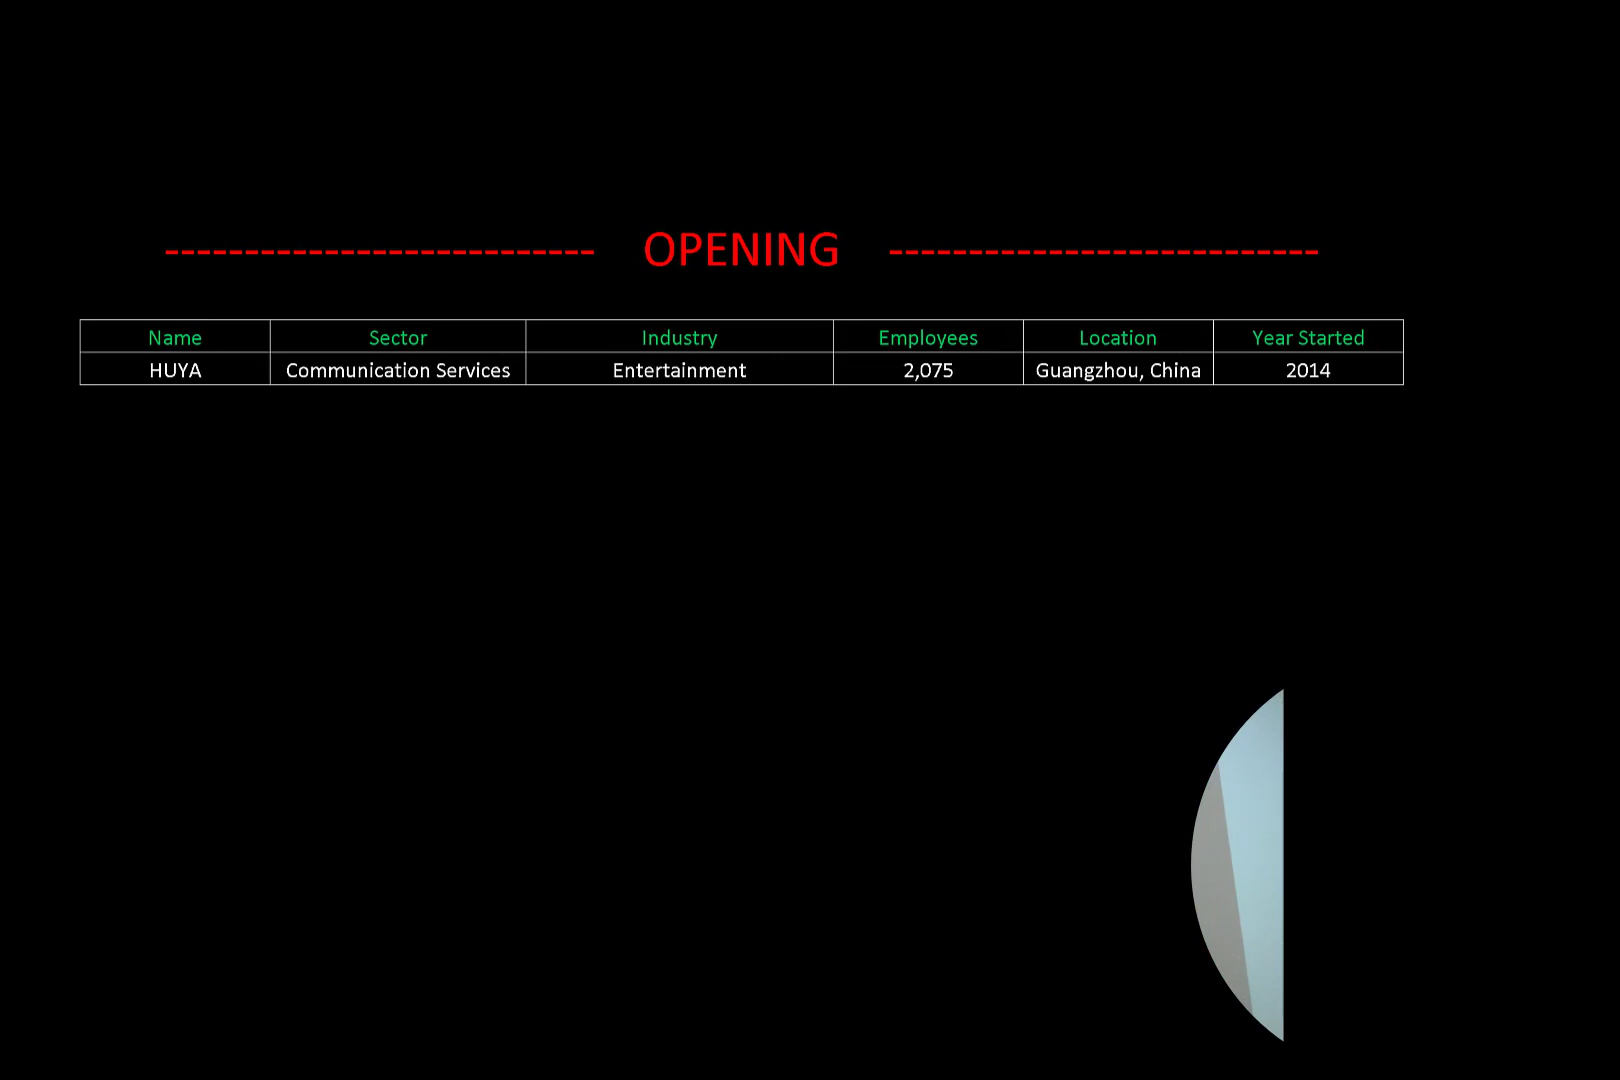 -------------------------- OPENING --------------------------
Name Sector Industry Employees Location Year Started
HUYA Communication Services Entertainment 2,075 Guangzhou, China 2014